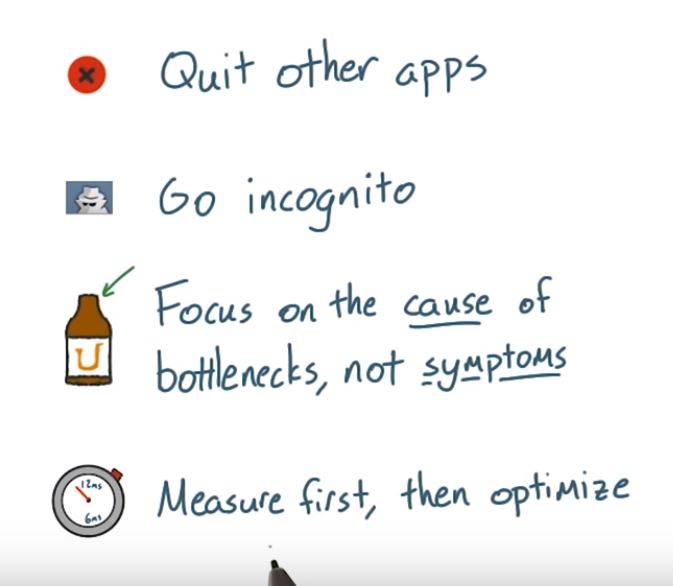 Quit other apps
Go incognito
Focus on the cause of
U
bottlenecks, not symptoms
12ms
Measure first, then optimize
6ms